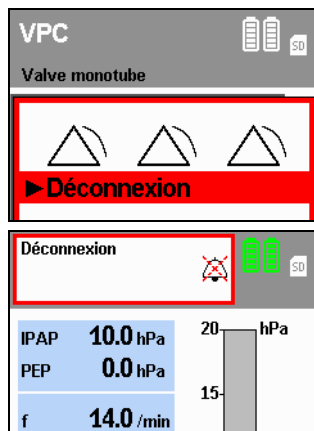 VPC
SD
Valve monotube
►Déconnexion
Déconnexion
SD
IPAP 10.0 hPa
PEP 0.0 hPa
f 14.0 /min
20 hPa
15